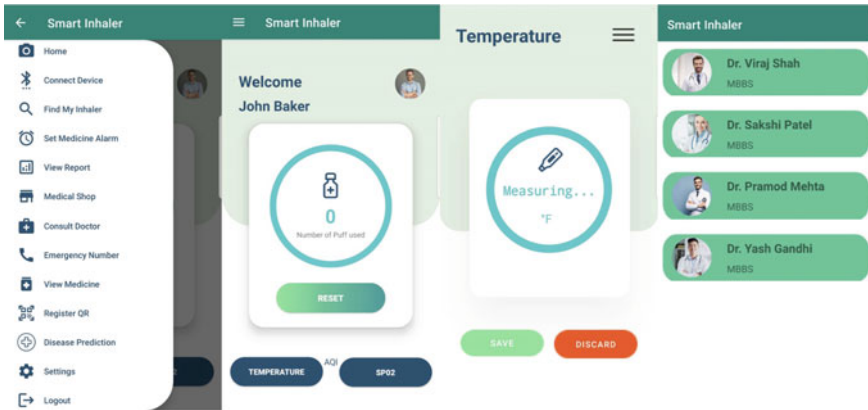 Smart Inhaler
Home
Connect Device
Find My Inhaler
Set Medicine Alarm
View Report
Medical Shop
Consult Doctor
Emergency Number
View Medicine
Register QR
Disease Prediction
Settings
Logout
Smart Inhaler
Welcome
John Baker
0
Number of Puff used
RESET
AQI
TEMPERATURE
SP02
Temperature
Measuring...
°F
SAVE
DISCARD
Smart Inhaler
Dr. Viraj Shah
MBBS
Dr. Sakshi Patel
MBBS
Dr. Pramod Mehta
MBBS
Dr. Yash Gandhi
MBBS